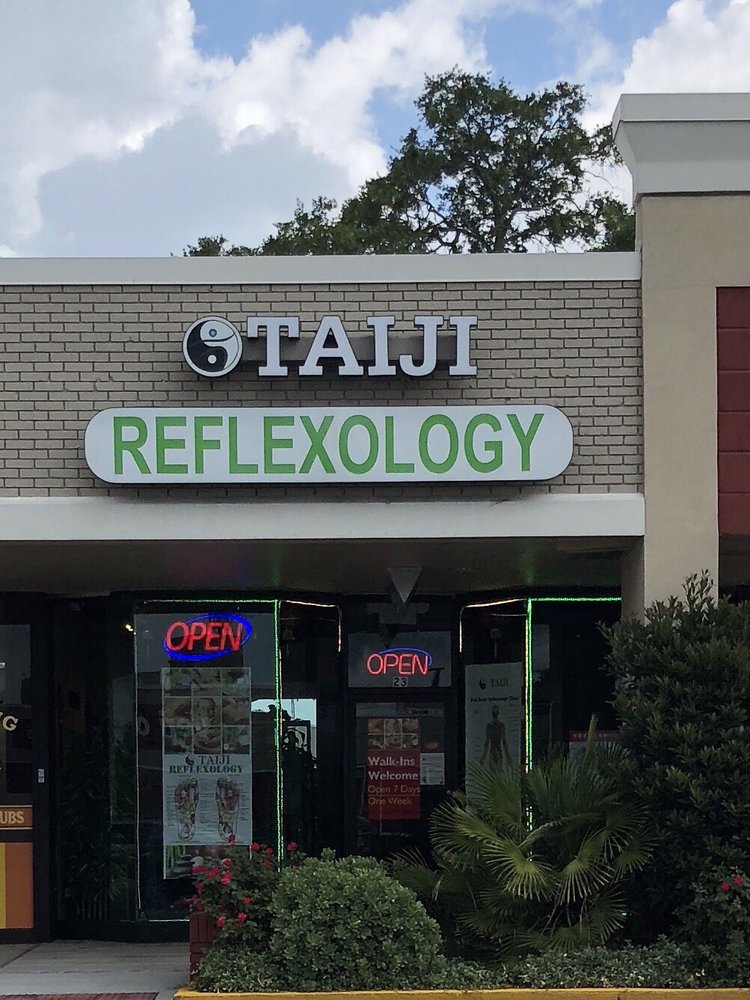 TAIJI
REFLEXOLOGY
OPEN
OPEN
23
TAIJI
TAIJI
REFLEXOLOGY
Walk-Ins
Welcome
Open 7 Days
One Week
G
UBS